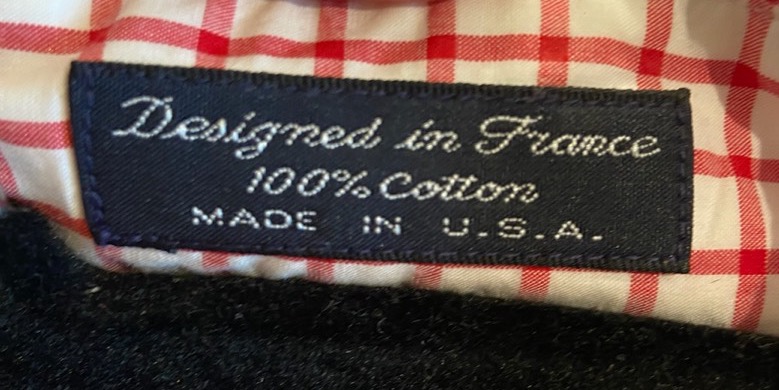 Designed in France
100% Cotton
MADE IN U.S.A.